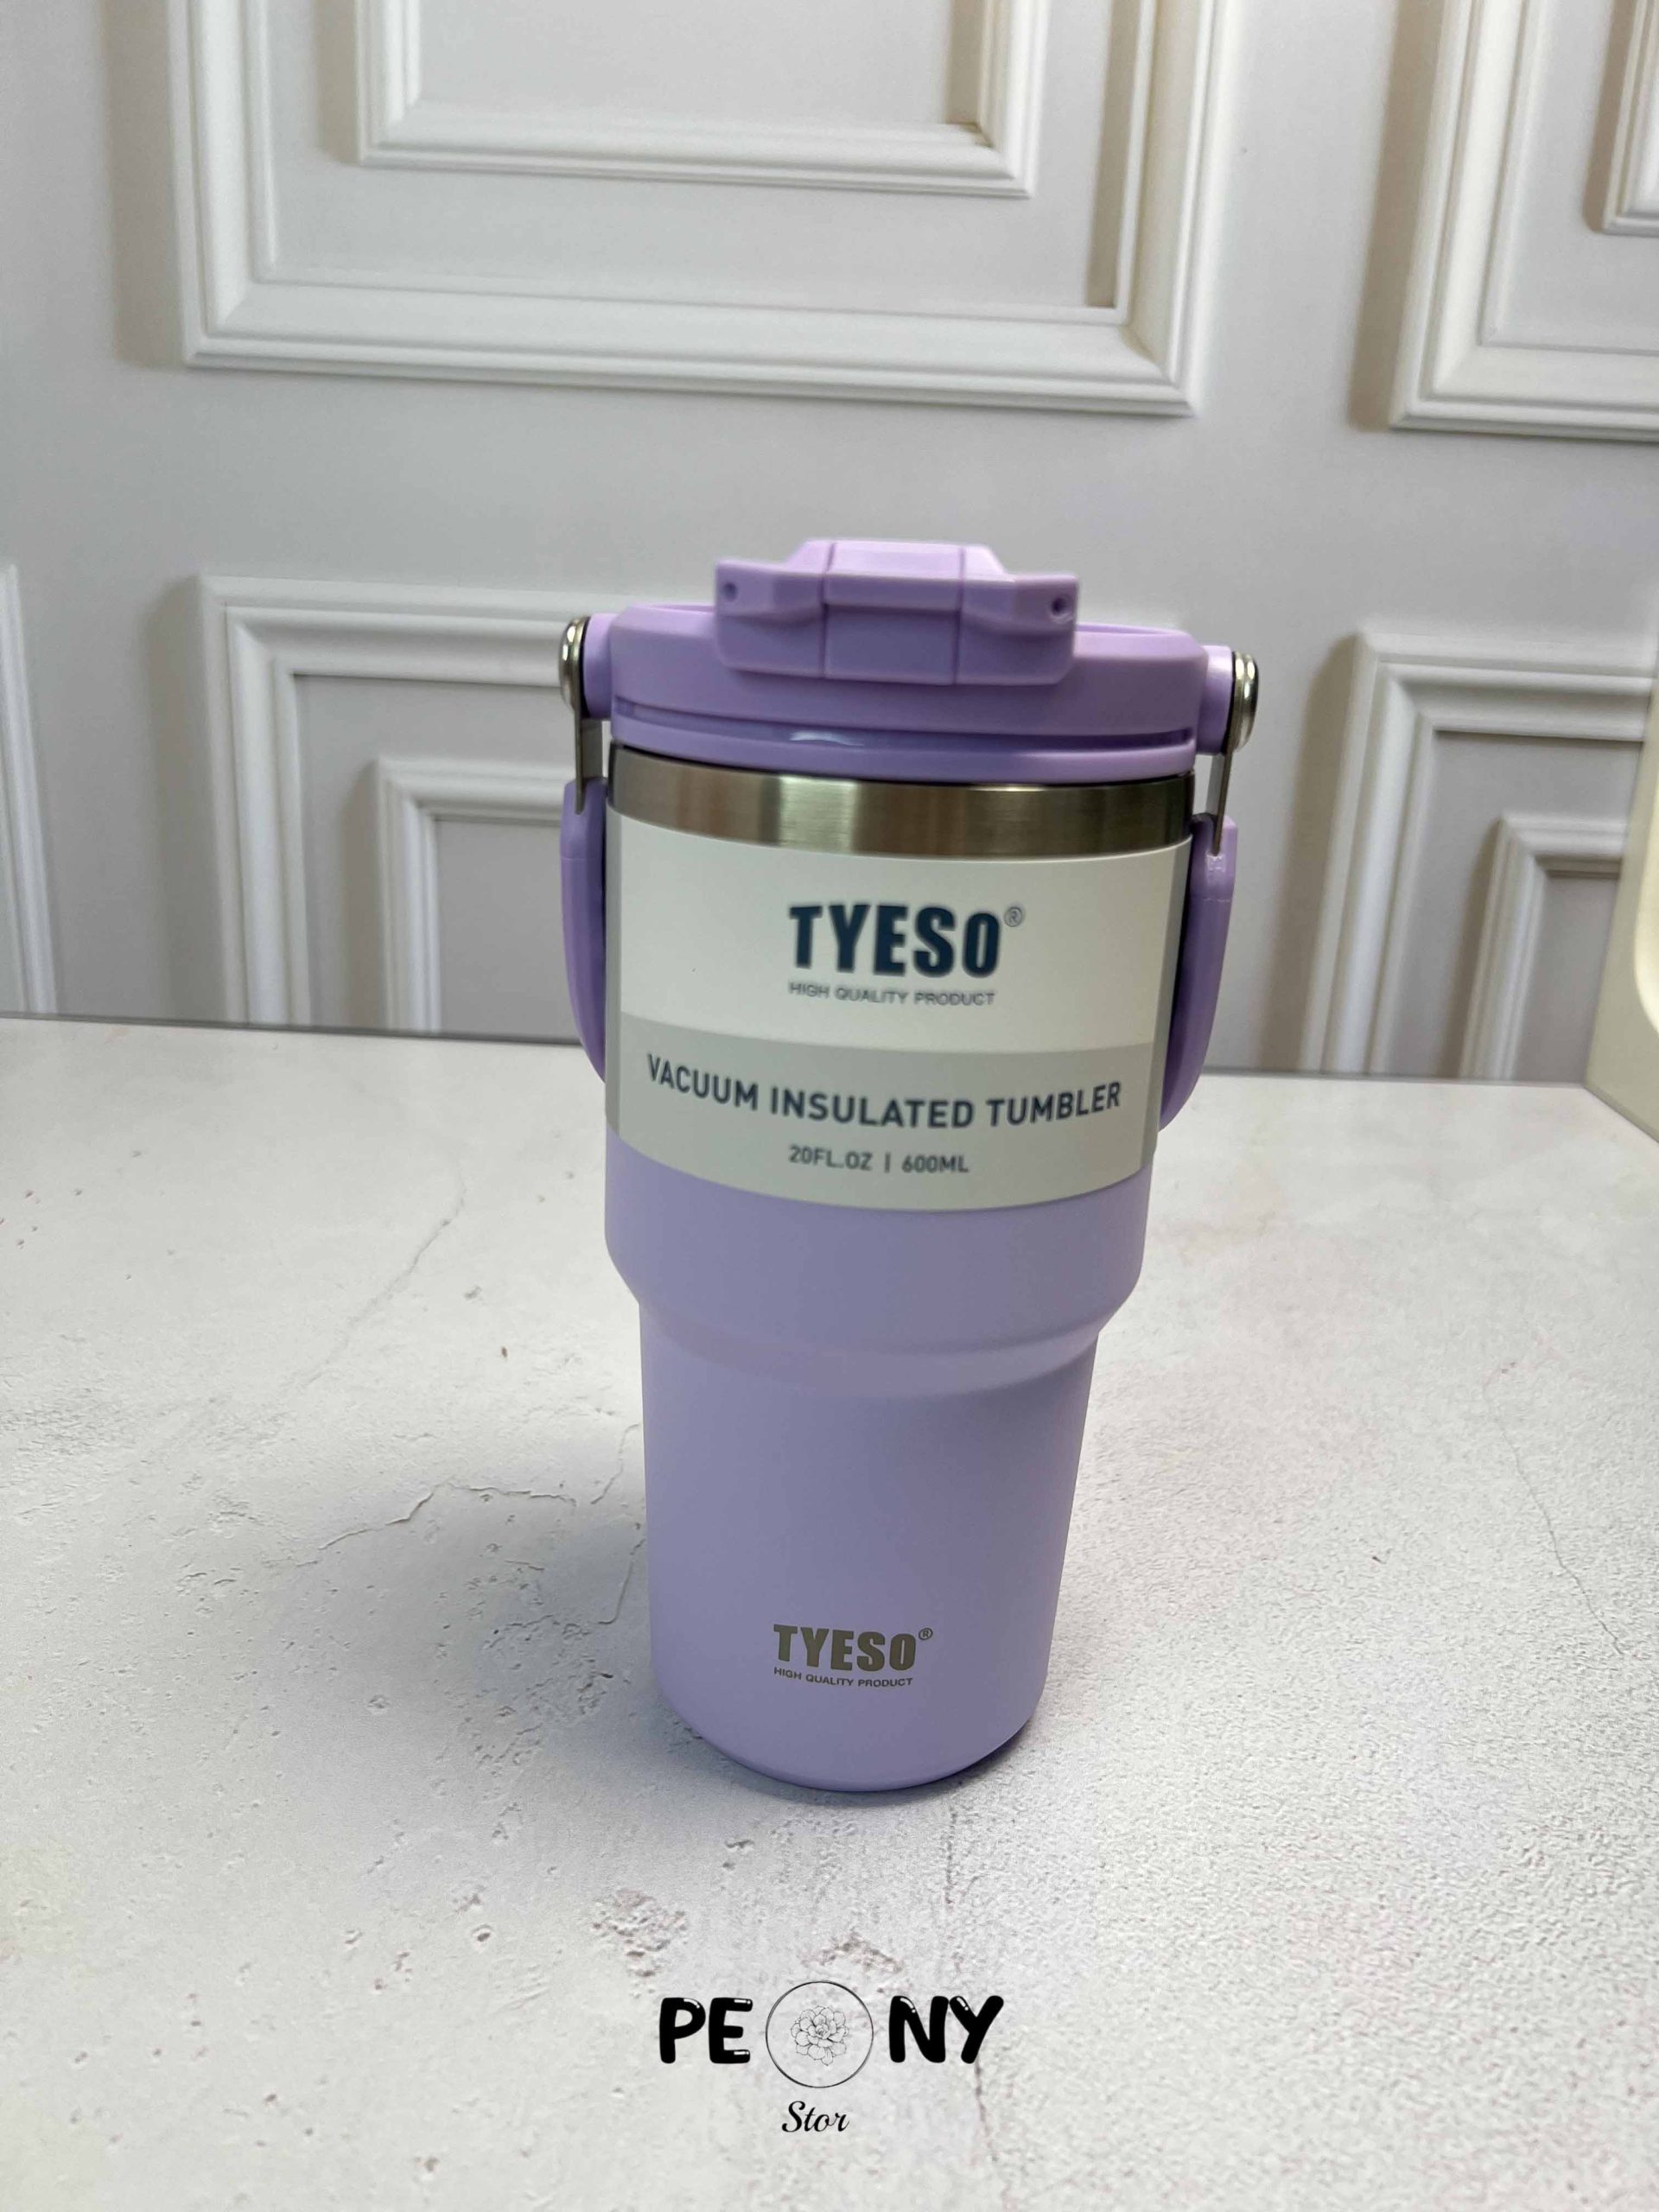 TYESO®
HIGH QUALITY PRODUCT
VACUUM INSULATED TUMBLER
20FL.OZ | 600ML
TYESO®
HIGH QUALITY PRODUCT
PEONY
Stor